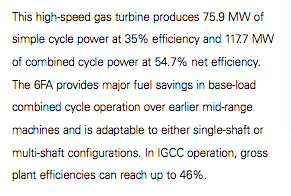 This high-speed gas turbine produces 75.9 MW of
simple cycle power at 35% efficiency and 117.7 MW
of combined cycle power at 54.7% net efficiency.
The 6FA provides major fuel savings in base-load
combined cycle operation over earlier mid-range
machines and is adaptable to either single-shaft or
multi-shaft configurations. In IGCC operation, gross
plant efficiencies can reach up to 46%.